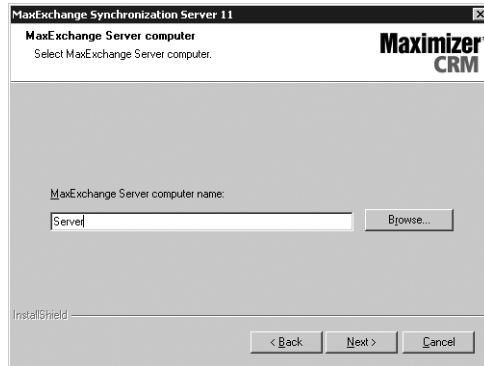 MaxExchange Synchronization Server 11
MaxExchange Server computer
Select MaxExchange Server computer.
Maximizer
CRM
MaxExchange Server computer name:
Server
Browse...
InstallShield
< Back
Next >
Cancel